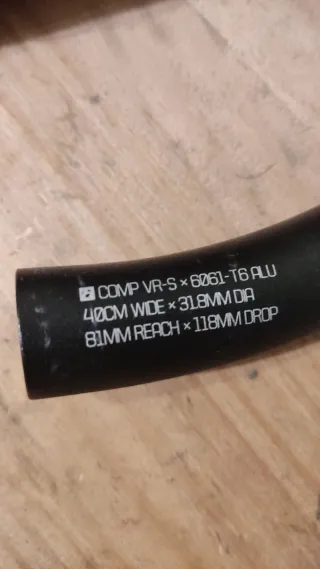 COMP VR-S × 6061-T6 ALU
40CM WIDE × 31.8MM DIA
81MM REACH × 118MM DROP